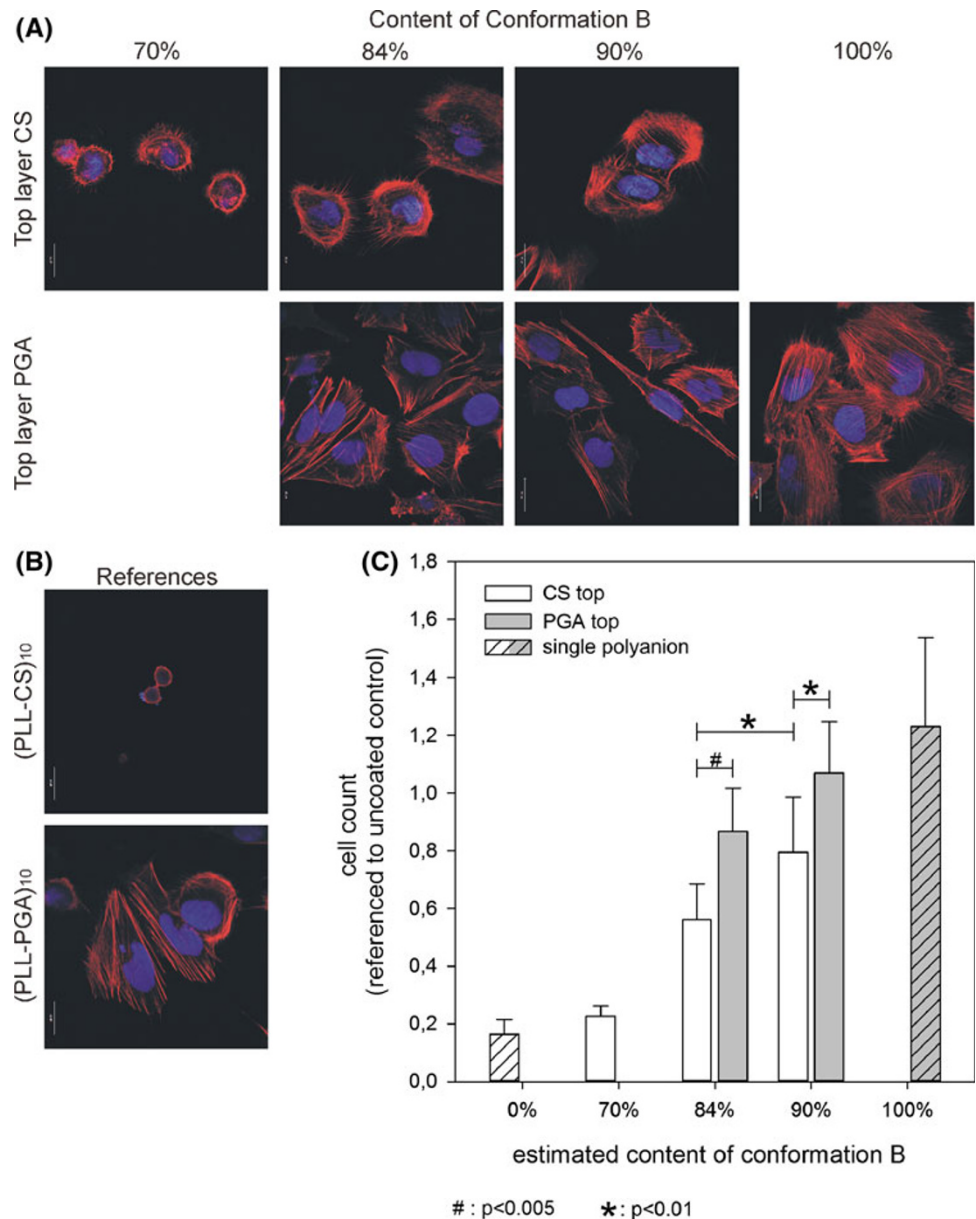 (A)
Content of Conformation B
70%
84%
90%
100%
Top layer CS
Top layer PGA
(B)
References
(PLL-CS)10
(PLL-PGA)10
(C)
1,8
1,6
1,4
1,2
1,0
0,8
0,6
0,4
0,2
0,0
cell count
(referenced to uncoated control)
CS top
PGA top
single polyanion
*
*
#
0%
70%
84%
90%
100%
estimated content of conformation B
# : p<0.005
*: p<0.01